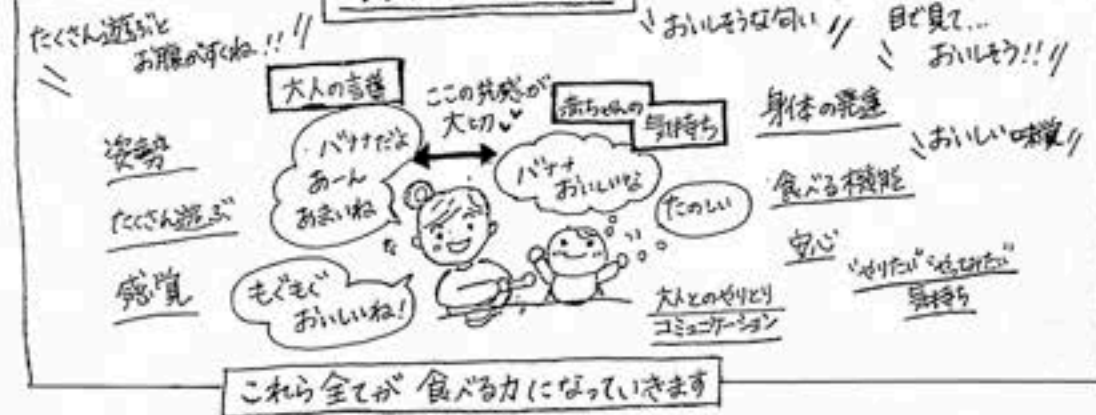 たくさん遊ぶと
お腹がすくね!!
おいしそうな匂い
目で見て...
おいしそう!!
大人の言葉
ここの共感が
大切
赤ちゃんの
気持ち
身体の発達
おいしい味覚
姿勢
バナナだよ
あーん
あまいね
バナナ
おいしいな
たのしい
食べる機能
たくさん遊ぶ
安心
"やりたい" "やってみたい"
気持ち
感覚
もぐもぐ
おいしいね!
大人とのやりとり
コミュニケーション
これら全てが 食べる力になっていきます